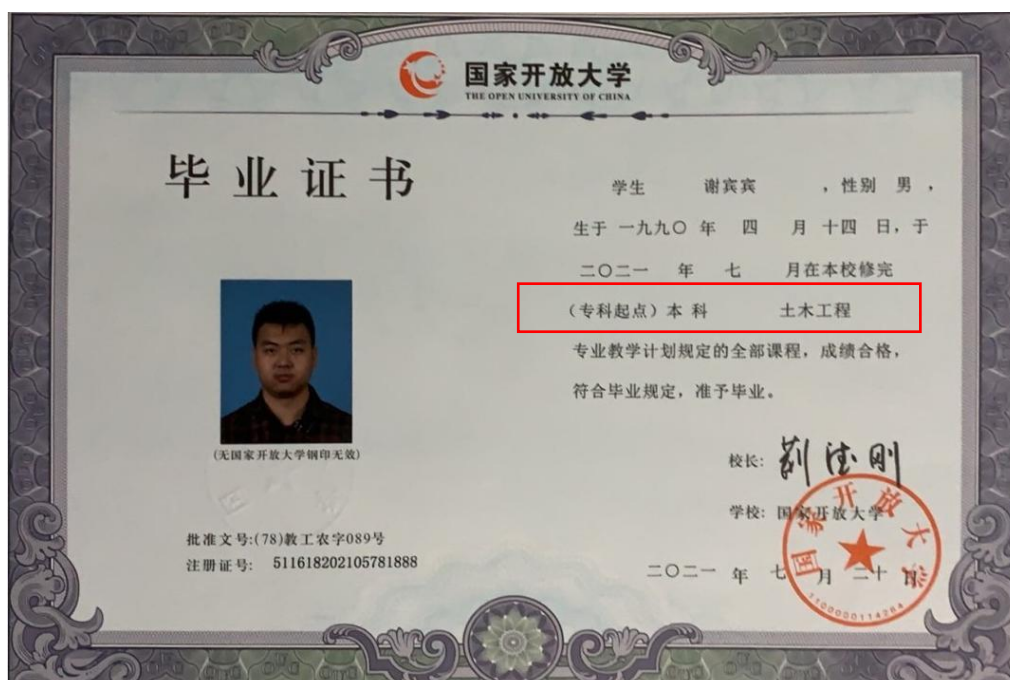 国家开放大学
THE OPEN UNIVERSITY OF CHINA
毕业证书
学生 谢宾宾 ，性别 男 ，
生于 一九九〇 年 四 月 十四 日，于
二〇二一 年 七 月在本校修完
（专科起点）本 科 土木工程
专业教学计划规定的全部课程，成绩合格，
符合毕业规定，准予毕业。
(无国家开放大学钢印无效)
校长：
学校：国家开放大学
批准文号:(78)教工农字089号
注册证号: 511618202105781888
二〇二一 年 七 月 二十 日
国家开放大学
1100000114264